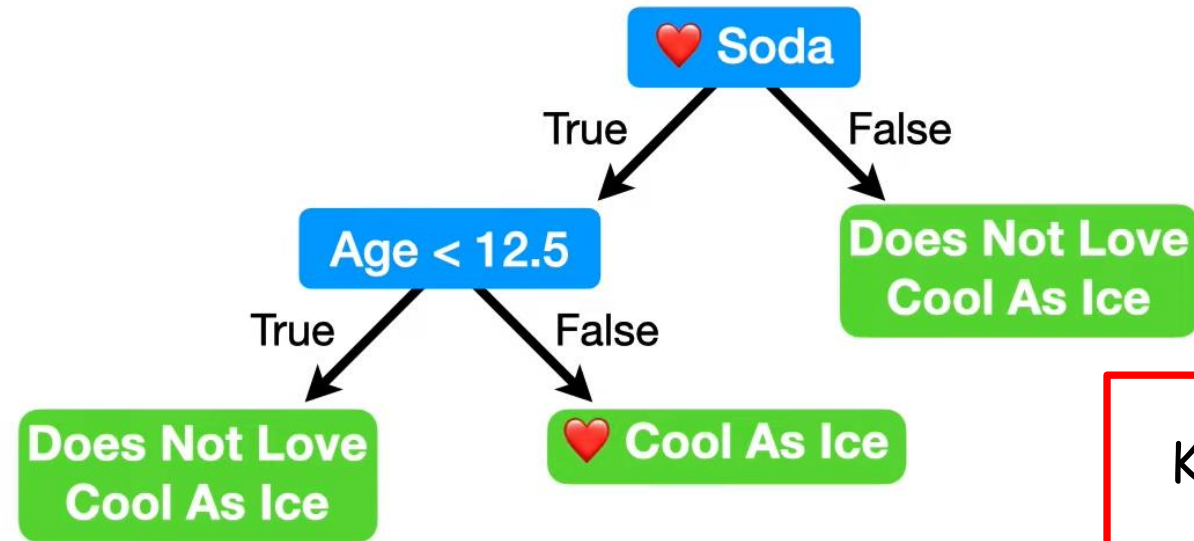 ❤️ Soda
True
False
Age < 12.5
Does Not Love
Cool As Ice
True
False
Does Not Love
Cool As Ice
❤️ Cool As Ice